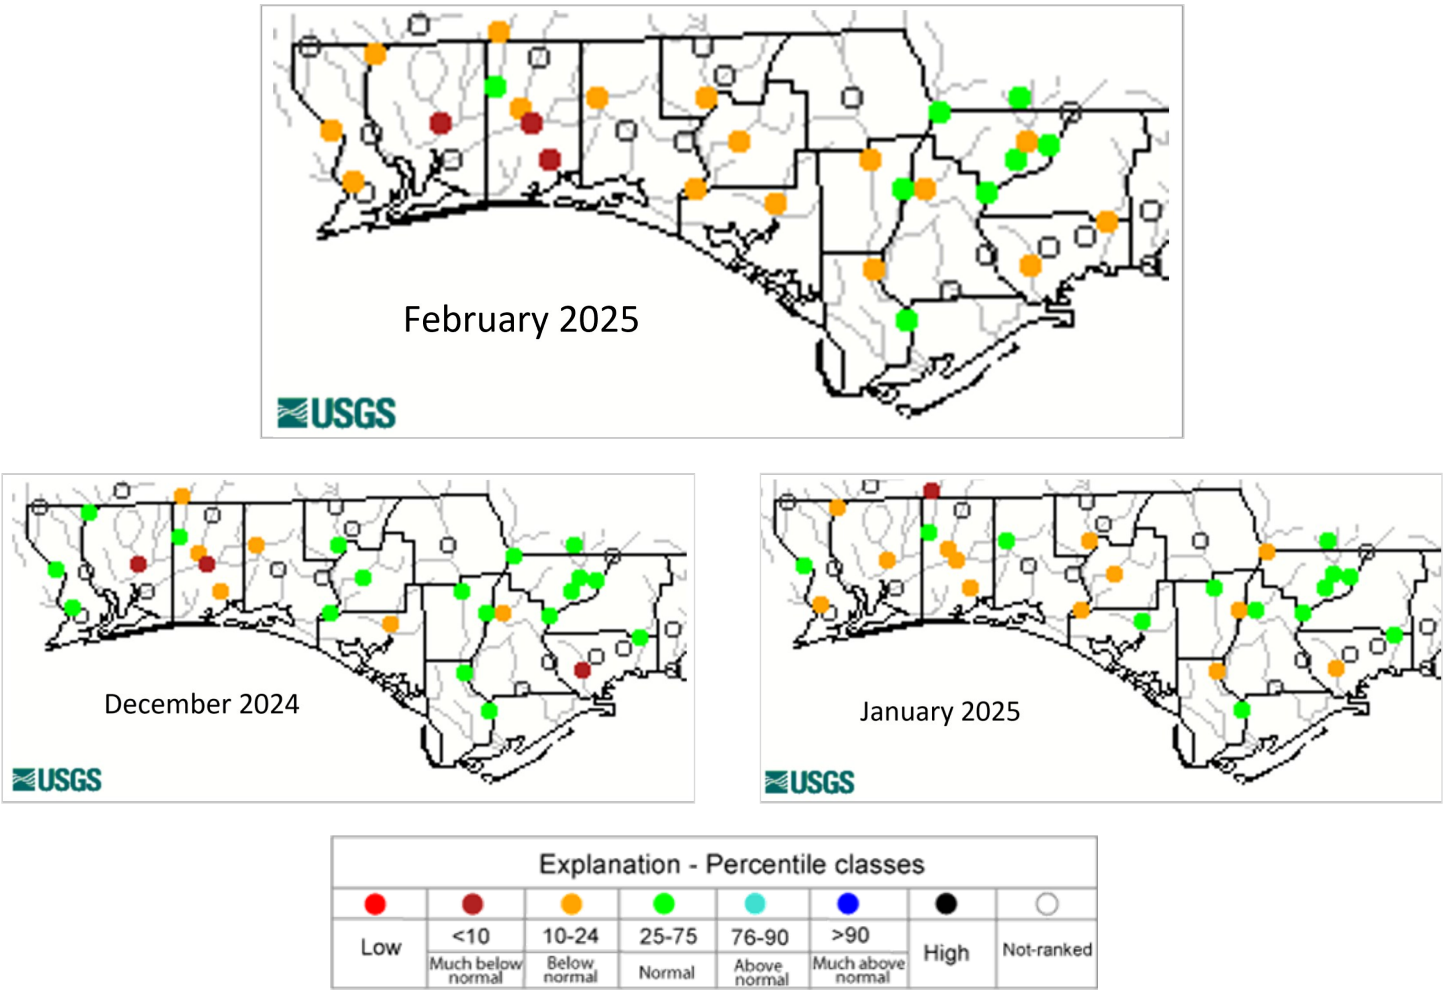 February 2025
USGS
December 2024
USGS
January 2025
USGS
Explanation - Percentile classes
Low
<10
Much below
normal
10-24
Below
normal
25-75
Normal
76-90
Above
normal
>90
Much above
normal
High
Not-ranked